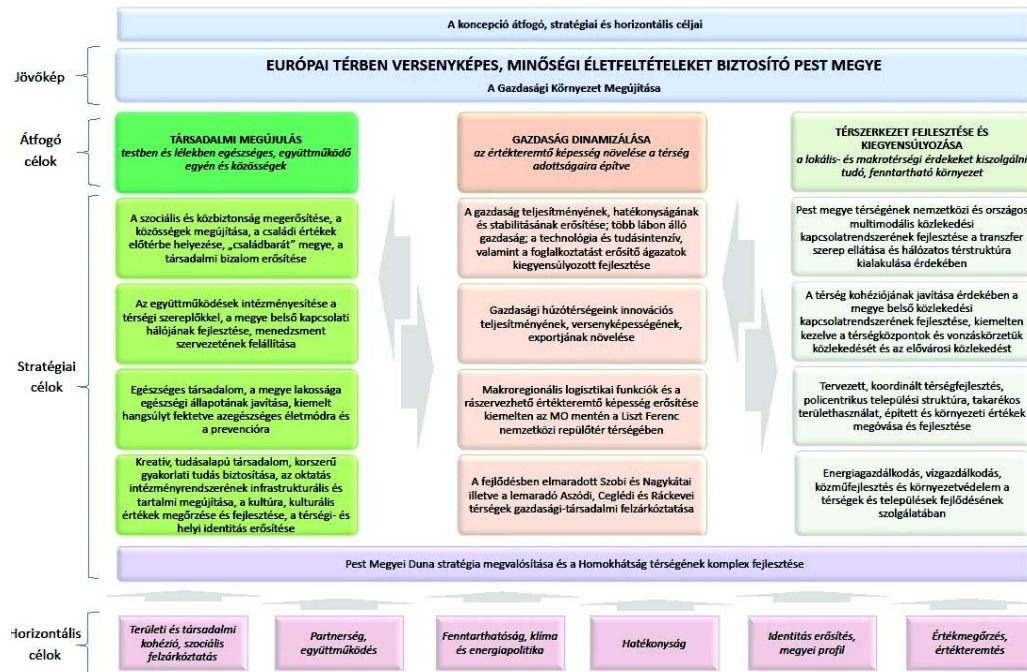 A koncepció átfogó, stratégiai és horizontális céljai
Jövőkép
EURÓPAI TÉRBEN VERSENYKÉPES, MINŐSÉGI ÉLETFELTÉTELEKET BIZTOSÍTÓ PEST MEGYE
A Gazdasági Környezet Megújítása
Átfogó
célok
TÁRSADALMI MEGÚJULÁS
testben és lélekben egészséges, együttműködő
egyén és közösségek
GAZDASÁG DINAMIZÁLÁSA
az értékteremtő képesség növelése a térség
adottságaira építve
TÉRSZERKEZET FEJLESZTÉSE ÉS
KIEGYENSÚLYOZÁSA
a lokális- és makrotérségi érdekeket kiszolgálni
tudó, fenntartható környezet
Stratégiai
célok
A szociális és közbiztonság megerősítése, a
közösségek megújítása, a családi értékek
előtérbe helyezése, „családbarát” megye, a
társadalmi bizalom erősítése
Az együttműködések intézményesítése a
térségi szereplőkkel, a megye belső kapcsolati
hálójának fejlesztése, menedzsment
szervezetének felállítása
Egészséges társadalom, a megye lakossága
egészségi állapotának javítása, kiemelt
hangsúlyt fektetve azegészséges életmódra és
a prevencióra
Kreatív, tudásalapú társadalom, korszerű
gyakorlati tudás biztosítása, az oktatás
intézményrendszerének infrastrukturális és
tartalmi megújítása, a kultúra, kulturális
értékek megőrzése és fejlesztése, a térségi- és
helyi identitás erősítése
A gazdaság teljesítményének, hatékonyságának
és stabilitásának erősítése; több lábon álló
gazdaság; a technológia és tudásintenzív,
valamint a foglalkoztatást erősítő ágazatok
kiegyensúlyozott fejlesztése
Gazdasági húzótérségeink innovációs
teljesítményének, versenyképességének,
exportjának növelése
Makroregionális logisztikai funkciók és a
rászervezhető értékteremtő képesség erősítése
kiemelten az MO mentén a Liszt Ferenc
nemzetközi repülőtér térségében
A fejlődésben elmaradott Szobi és Nagykátai
illetve a lemaradó Aszódi, Ceglédi és Ráckevei
térségek gazdasági-társadalmi felzárkóztatása
Pest megye térségének nemzetközi és országos
multimodális közlekedési
kapcsolatrendszerének fejlesztése a transzfer
szerep ellátása és hálózatos térstruktúra
kialakulása érdekében
A térség kohéziójának javítása érdekében a
megye belső közlekedési
kapcsolatrendszerének fejlesztése, kiemelten
kezelve a térségközpontok és vonzáskörzetük
közlekedését és az elővárosi közlekedést
Tervezett, koordinált térségfejlesztés,
policentrikus települési struktúra, takarékos
területhasználat, épített és környezeti értékek
megóvása és fejlesztése
Energiagazdálkodás, vízgazdálkodás,
közműfejlesztés és környezetvédelem a
térségek és települések fejlődésének
szolgálatában
Pest Megyei Duna stratégia megvalósítása és a Homokhátság térségének komplex fejlesztése
Horizontális
célok
Területi és társadalmi
kohézió, szociális
felzárkóztatás
Partnerség,
együttműködés
Fenntarthatóság, klíma
és energiapolitika
Hatékonyság
Identitás erősítés,
megyei profil
Értékmegőrzés,
értékteremtés